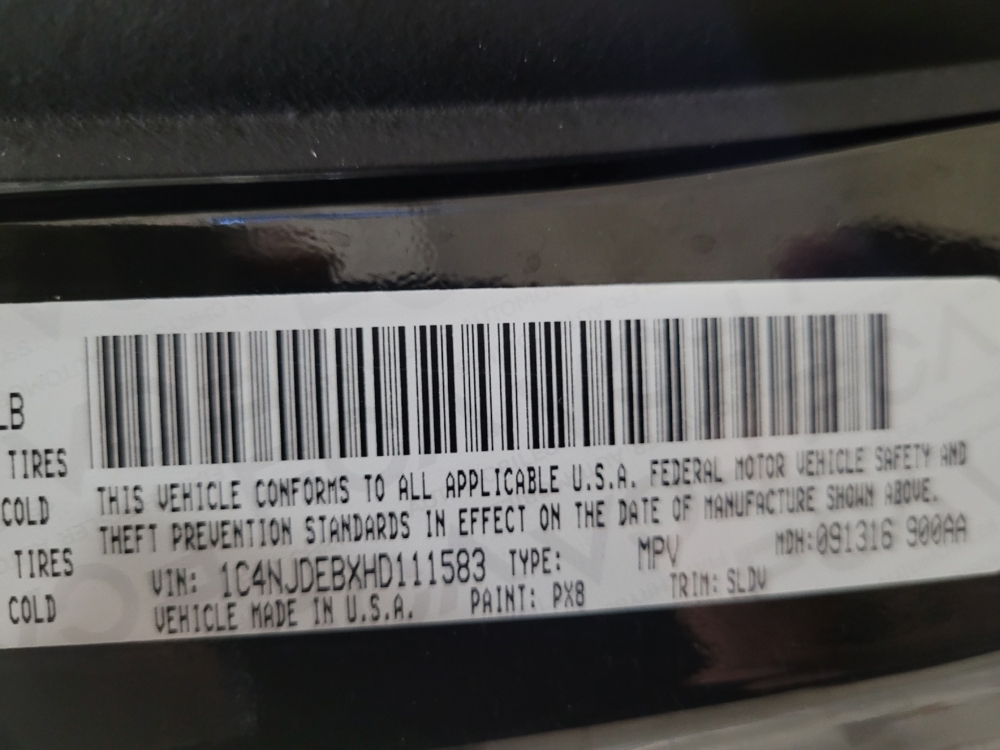 LB
TIRES
COLD
TIRES
COLD
THIS VEHICLE CONFORMS TO ALL APPLICABLE U.S.A. FEDERAL MOTOR VEHICLE SAFETY AND
THEFT PREVENTION STANDARDS IN EFFECT ON THE DATE OF MANUFACTURE SHOWN ABOVE.
VIN: 1C4NJDEBXHD111583 TYPE: MPV MDH:091316 900AA
VEHICLE MADE IN U.S.A. PAINT: PX8 TRIM: SLDV